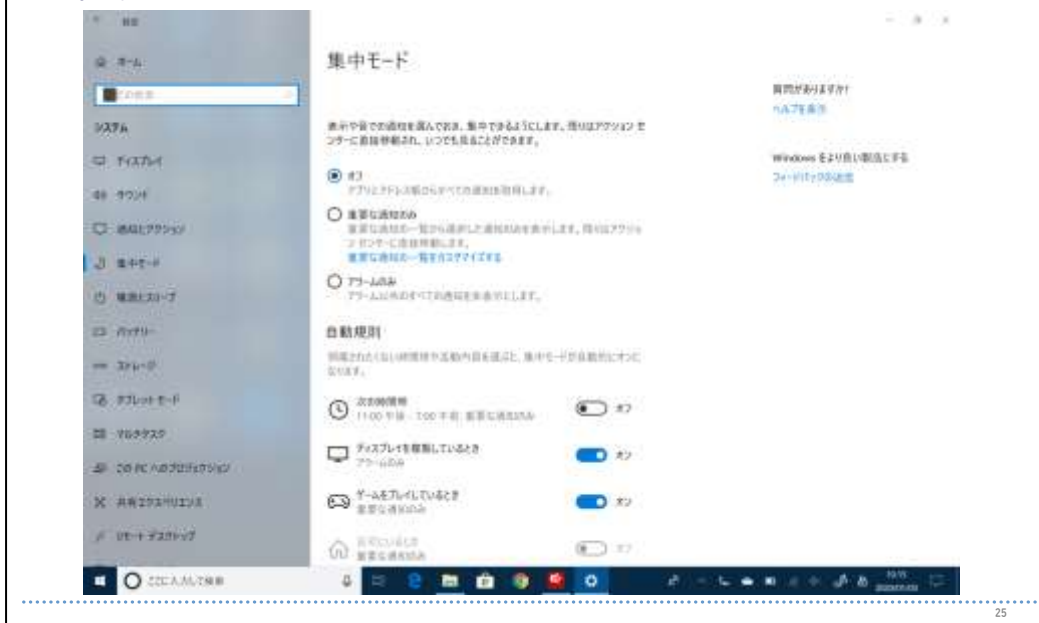 設定
ホーム
設定の検索
システム
ディスプレイ
サウンド
通知とアクション
集中モード
電源とスリープ
バッテリー
ストレージ
タブレット モード
マルチタスク
この PC へのプロジェクション
共有エクスペリエンス
リモート デスクトップ
集中モード
表示や音での通知を選んでおき、集中できるようにします。残りはアクション セ
ンターに直接移動され、いつでも見ることができます。
オフ
アプリとアドレス帳からすべての通知を取得します。
重要な通知のみ
重要な通知の一覧から選択した通知のみを表示します。残りはアクショ
ン センターに直接移動します。
重要な通知の一覧をカスタマイズする
アラームのみ
アラーム以外のすべての通知を非表示にします。
自動規則
邪魔されたくない時間帯や活動内容を選ぶと、集中モードが自動的にオンに
なります。
次の時間帯
11:00 午後 - 7:00 午前; 重要な通知のみ
オフ
ディスプレイを複製しているとき
アラームのみ
オン
ゲームをプレイしているとき
重要な通知のみ
オン
在宅しているとき
重要な通知のみ
オフ
質問がありますか?
ヘルプを表示
Windows をより良い製品にする
フィードバックの送信
ここに入力して検索
25